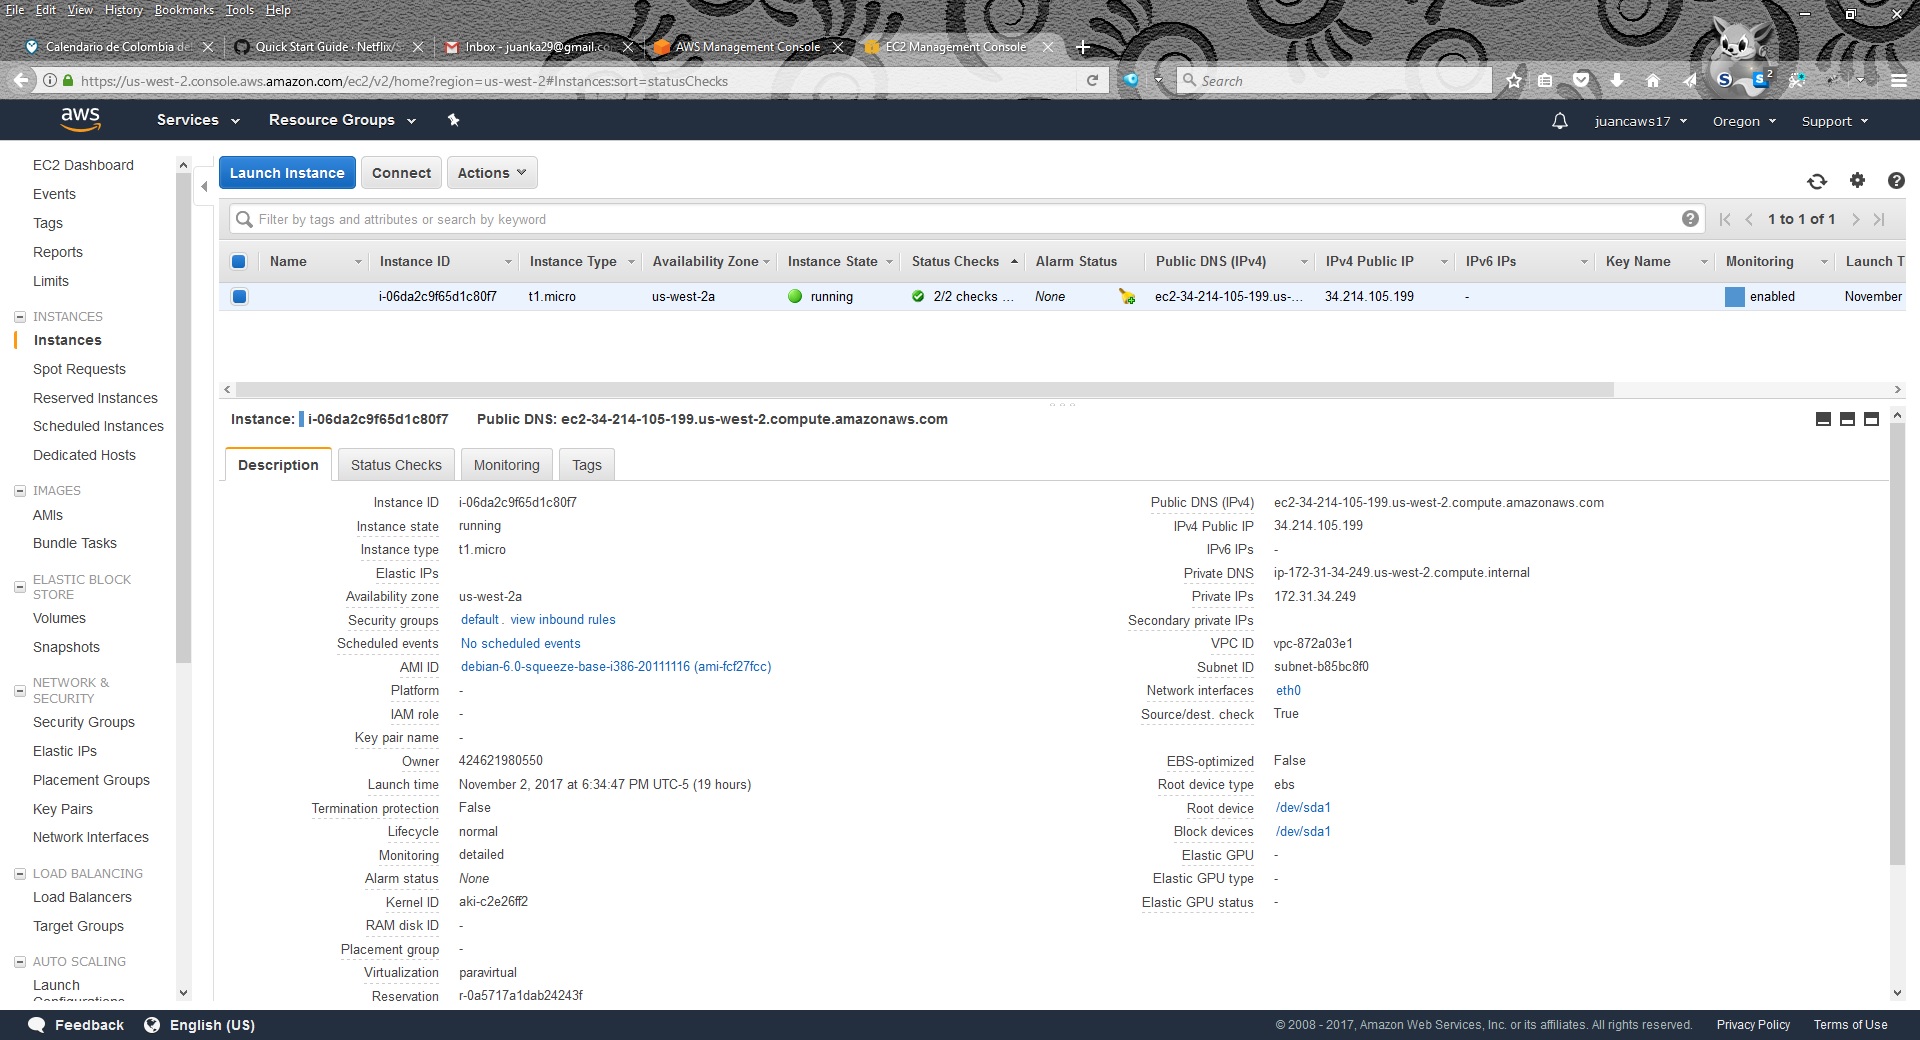 File Edit View History Bookmarks Tools Help
Calendario de Colombia de
Quick Start Guide · Netflix/S
Inbox - juanka29@gmail.co
AWS Management Console
EC2 Management Console
https://us-west-2.console.aws.amazon.com/ec2/v2/home?region=us-west-2#Instances:sort=statusChecks
Search
aws Services Resource Groups juancaws17 Oregon Support
EC2 Dashboard
Events
Tags
Reports
Limits
INSTANCES
Instances
Spot Requests
Reserved Instances
Scheduled Instances
Dedicated Hosts
IMAGES
AMIs
Bundle Tasks
ELASTIC BLOCK
STORE
Volumes
Snapshots
NETWORK &
SECURITY
Security Groups
Elastic IPs
Placement Groups
Key Pairs
Network Interfaces
LOAD BALANCING
Load Balancers
Target Groups
AUTO SCALING
Launch
Configurations
Launch Instance Connect Actions
Filter by tags and attributes or search by keyword
1 to 1 of 1
Name Instance ID Instance Type Availability Zone Instance State Status Checks Alarm Status Public DNS (IPv4) IPv4 Public IP IPv6 IPs Key Name Monitoring Launch T
i-06da2c9f65d1c80f7 t1.micro us-west-2a running 2/2 checks ... None ec2-34-214-105-199.us-... 34.214.105.199 - enabled November
Instance: i-06da2c9f65d1c80f7 Public DNS: ec2-34-214-105-199.us-west-2.compute.amazonaws.com
Description Status Checks Monitoring Tags
Instance ID i-06da2c9f65d1c80f7
Instance state running
Instance type t1.micro
Elastic IPs
Availability zone us-west-2a
Security groups default. view inbound rules
Scheduled events No scheduled events
AMI ID debian-6.0-squeeze-base-i386-20111116 (ami-fcf27fcc)
Platform -
IAM role -
Key pair name -
Owner 424621980550
Launch time November 2, 2017 at 6:34:47 PM UTC-5 (19 hours)
Termination protection False
Lifecycle normal
Monitoring detailed
Alarm status None
Kernel ID aki-c2e26ff2
RAM disk ID -
Placement group -
Virtualization paravirtual
Reservation r-0a5717a1dab24243f
Public DNS (IPv4) ec2-34-214-105-199.us-west-2.compute.amazonaws.com
IPv4 Public IP 34.214.105.199
IPv6 IPs -
Private DNS ip-172-31-34-249.us-west-2.compute.internal
Private IPs 172.31.34.249
Secondary private IPs
VPC ID vpc-872a03e1
Subnet ID subnet-b85bc8f0
Network interfaces eth0
Source/dest. check True
EBS-optimized False
Root device type ebs
Root device /dev/sda1
Block devices /dev/sda1
Elastic GPU -
Elastic GPU type -
Elastic GPU status -
Feedback English (US) © 2008 - 2017, Amazon Web Services, Inc. or its affiliates. All rights reserved. Privacy Policy Terms of Use